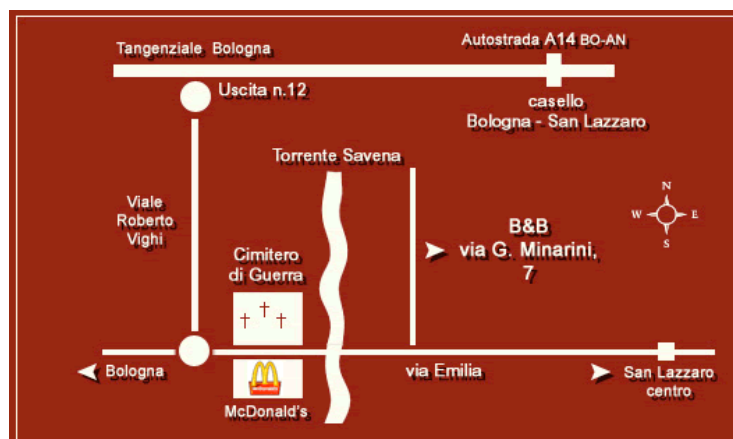 Tangenziale Bologna
Autostrada A14 BO-AN
Uscita n.12
casello
Bologna - San Lazzaro
Torrente Savena
Viale
Roberto
Vighi
N
W E
S
B&B
via G. Minarini,
7
Cimitero
di Guerra
Bologna
via Emilia
San Lazzaro
centro
McDonald's